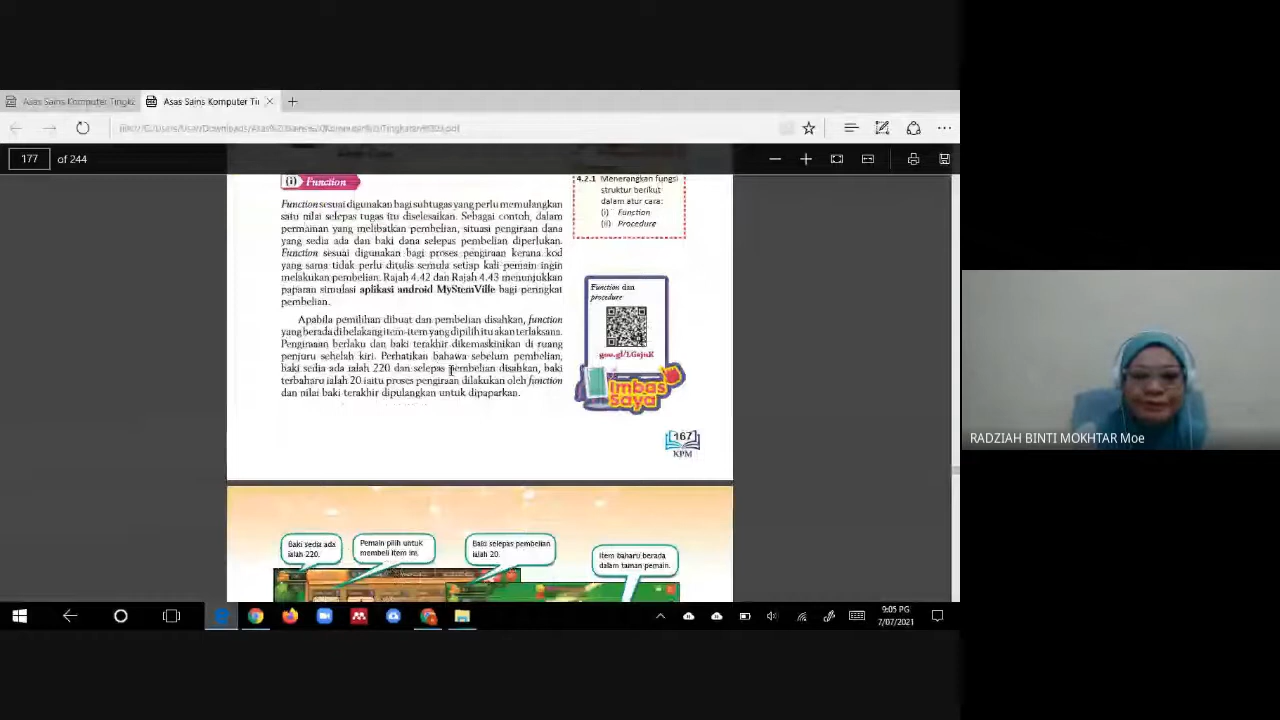 Asas Sains Komputer Tingka
Asas Sains Komputer Tin
177 of 244
(i) Function
Function sesuai digunakan bagi subtugas yang perlu memulangkan
satu nilai selepas tugas itu diselesaikan. Sebagai contoh, dalam
permainan yang melibatkan pembelian, situasi pengiraan dana
yang sedia ada dan baki dana selepas pembelian diperlukan.
Function sesuai digunakan bagi proses pengiraan kerana kod
yang sama tidak perlu ditulis semula setiap kali pemain ingin
melakukan pembelian. Rajah 4.42 dan Rajah 4.43 menunjukkan
paparan simulasi aplikasi android MyStemVille bagi peringkat
pembelian.
Apabila pemilihan dibuat dan pembelian disahkan, function
yang berada di belakang item-item yang dipilih itu akan terlaksana.
Pengiraan berlaku dan baki terakhir dikemaskinikan di ruang
penjuru sebelah kiri. Perhatikan bahawa sebelum pembelian,
baki sedia ada ialah 220 dan selepas pembelian disahkan, baki
terbaharu ialah 20 iaitu proses pengiraan dilakukan oleh function
dan nilai baki terakhir dipulangkan untuk dipaparkan.
4.2.1 Menerangkan fungsi
struktur berikut
dalam atur cara:
(i) Function
(ii) Procedure
Function dan
procedure
Imbas
Saya
167
KPM
Baki sedia ada
ialah 220.
Pemain pilih untuk
membeli item ini.
Baki selepas pembelian
ialah 20.
Item baharu berada
dalam taman pemain.
RADZIAH BINTI MOKHTAR Moe
9:05 PG
7/07/2021